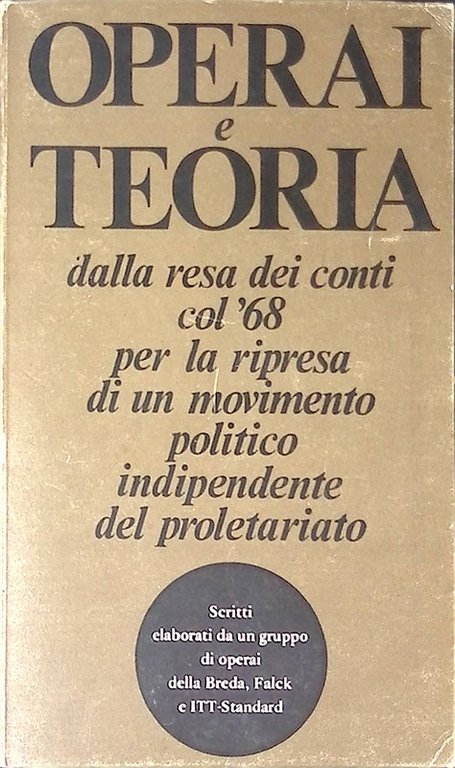 OPERAI
e
TEORIA
dalla resa dei conti
col '68
per la ripresa
di un movimento
politico
indipendente
del proletariato
Scritti
elaborati da un gruppo
di operai
della Breda, Falck
e ITT-Standard